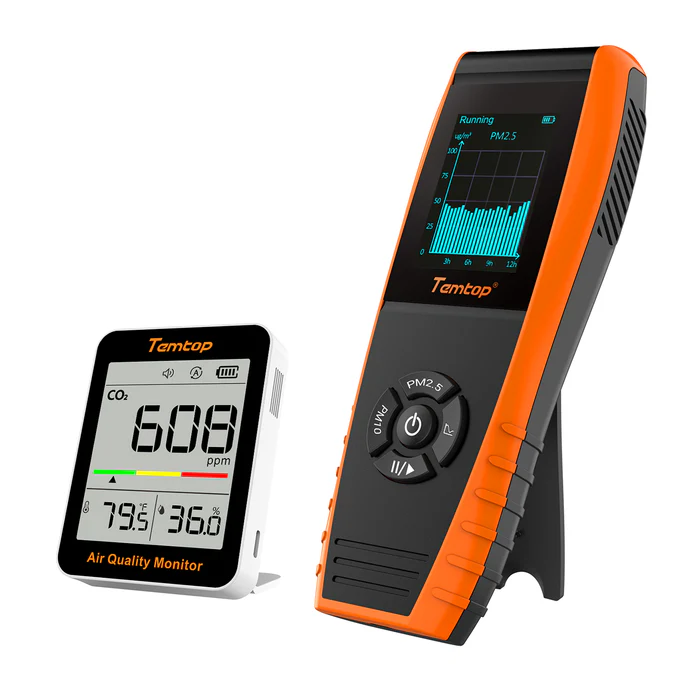 Temtop
CO₂
608
ppm
79.5 °F
36.0 %
Air Quality Monitor
Running
ug/m³
PM2.5
100
75
50
25
0
3h 6h 9h 12h
Temtop®
PM2.5
PM10